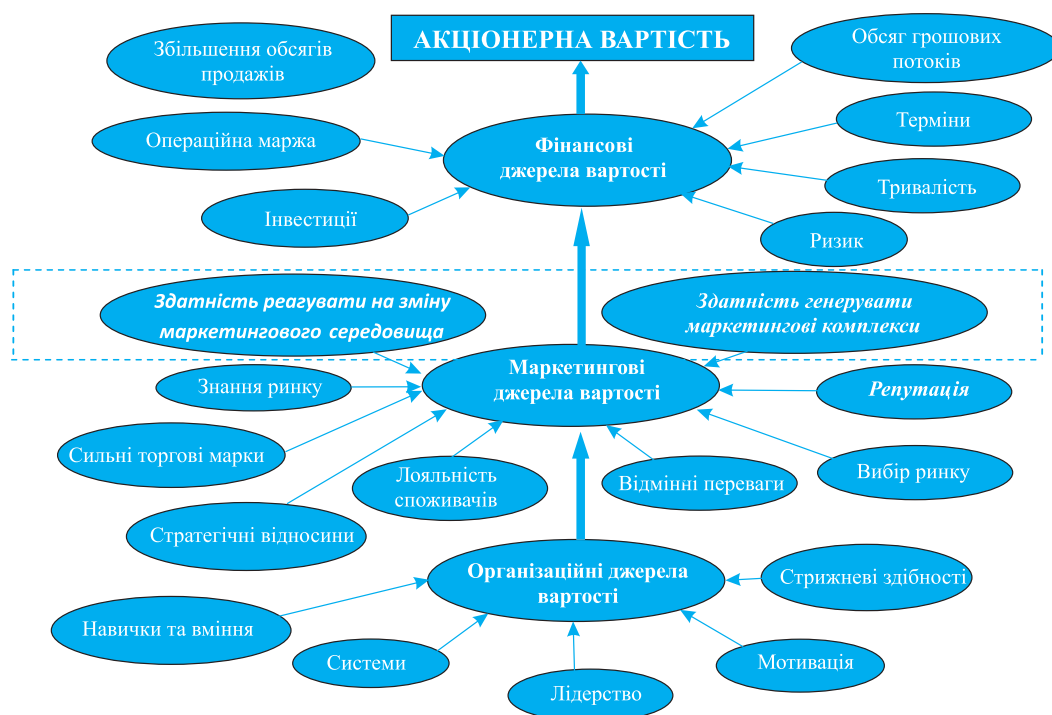 АКЦІОНЕРНА ВАРТІСТЬ
Збільшення обсягів
продажів
Обсяг грошових
потоків
Операційна маржа
Фінансові
джерела вартості
Терміни
Тривалість
Інвестиції
Ризик
Здатність реагувати на зміну
маркетингового середовища
Здатність генерувати
маркетингові комплекси
Маркетингові
джерела вартості
Знання ринку
Репутація
Сильні торгові марки
Лояльність
споживачів
Відмінні переваги
Вибір ринку
Стратегічні відносини
Організаційні джерела
вартості
Стрижневі здібності
Навички та вміння
Системи
Лідерство
Мотивація